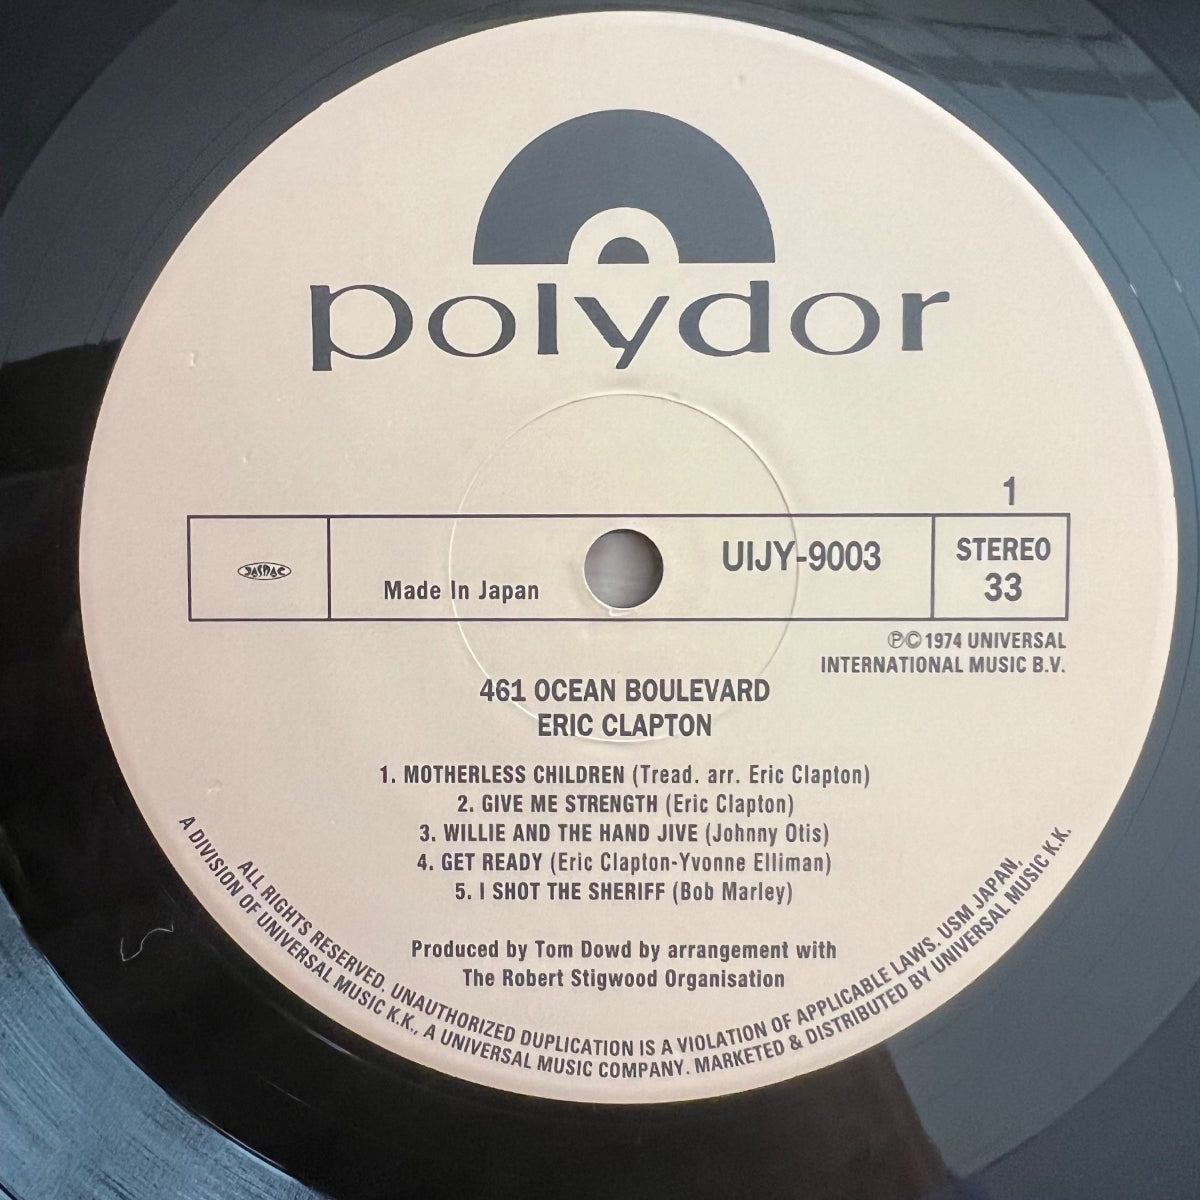 polydor
1
JASRAC
Made In Japan
UIJY-9003
STEREO
33
℗© 1974 UNIVERSAL
INTERNATIONAL MUSIC B.V.
461 OCEAN BOULEVARD
ERIC CLAPTON
1. MOTHERLESS CHILDREN (Tread. arr. Eric Clapton)
2. GIVE ME STRENGTH (Eric Clapton)
3. WILLIE AND THE HAND JIVE (Johnny Otis)
4. GET READY (Eric Clapton-Yvonne Elliman)
5. I SHOT THE SHERIFF (Bob Marley)
Produced by Tom Dowd by arrangement with
The Robert Stigwood Organisation
ALL RIGHTS RESERVED. UNAUTHORIZED DUPLICATION IS A VIOLATION OF APPLICABLE LAWS. USM JAPAN,
A DIVISION OF UNIVERSAL MUSIC K.K., A UNIVERSAL MUSIC COMPANY. MARKETED & DISTRIBUTED BY UNIVERSAL MUSIC K.K.